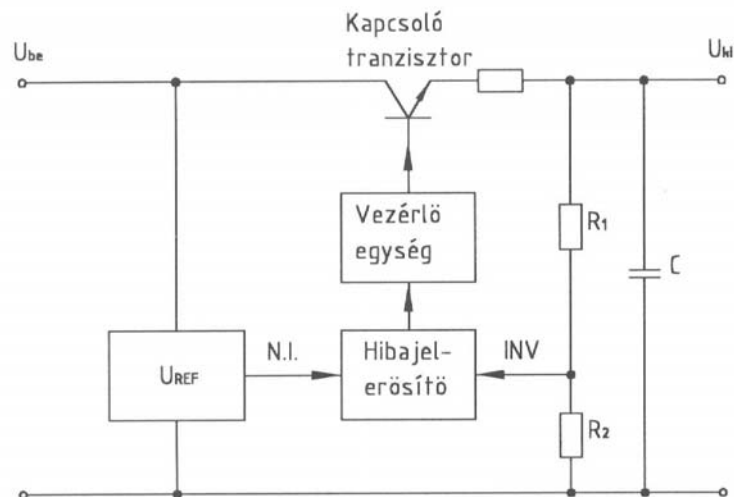 Kapcsoló
tranzisztor
Ube
Uki
Vezérlö
egység
R1
C
UREF
N.I.
Hibajel-
erösítö
INV
R2